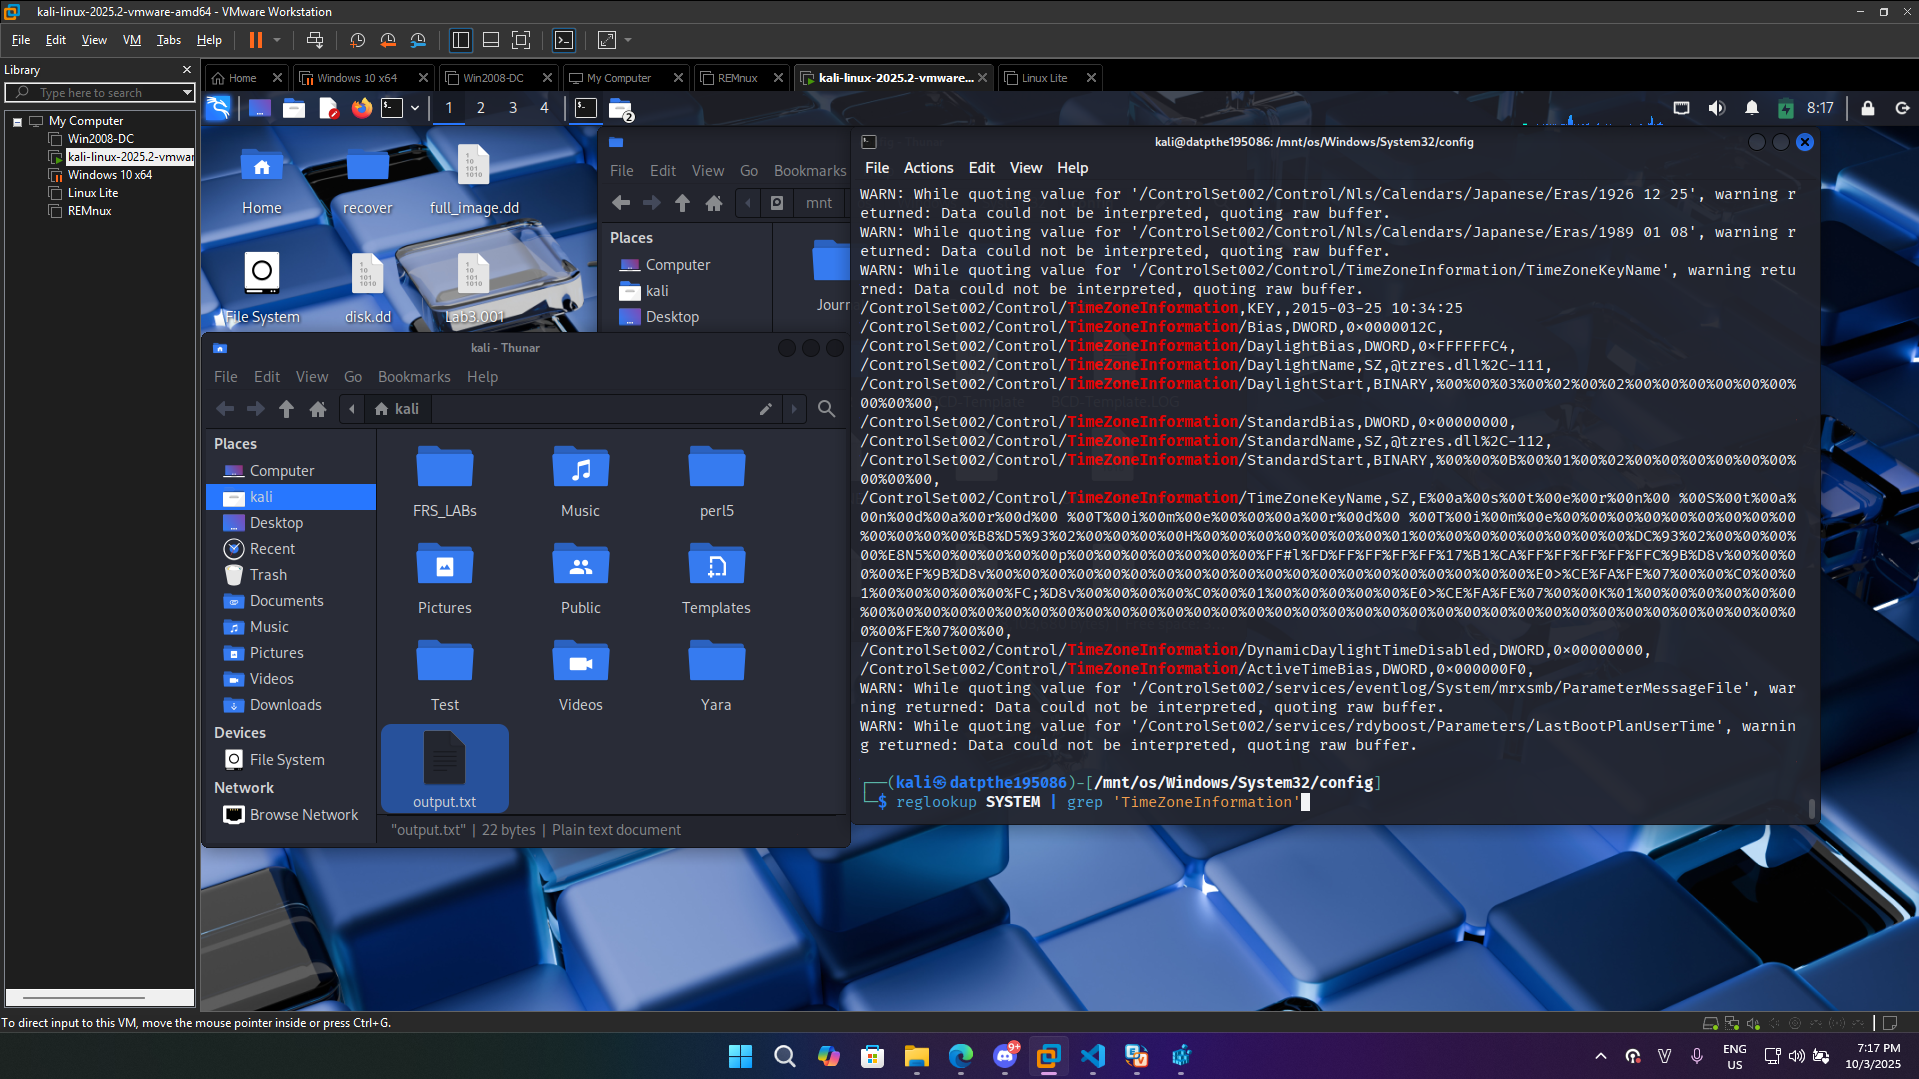 kali-linux-2025.2-vmware-amd64 - VMware Workstation
File Edit View VM Tabs Help
Library
Type here to search
My Computer
Win2008-DC
kali-linux-2025.2-vmwar
Windows 10 x64
Linux Lite
REMnux
Home
Windows 10 x64
Win2008-DC
My Computer
REMnux
kali-linux-2025.2-vmware...
Linux Lite
1 2 3 4
2
8:17
Home
recover
full_image.dd
File System
disk.dd
Lab3.001
File Edit View Go Bookmarks
mnt
Places
Computer
kali
Desktop
Journ
kali - Thunar
File Edit View Go Bookmarks Help
kali
Places
Computer
kali
Desktop
Recent
Trash
Documents
Music
Pictures
Videos
Downloads
Devices
File System
Network
Browse Network
FRS_LABs
Music
perl5
Pictures
Public
Templates
Test
Videos
Yara
output.txt
"output.txt" | 22 bytes | Plain text document
kali@datpthe195086: /mnt/os/Windows/System32/config
File Actions Edit View Help
WARN: While quoting value for '/ControlSet002/Control/Nls/Calendars/Japanese/Eras/1926 12 25', warning r
eturned: Data could not be interpreted, quoting raw buffer.
WARN: While quoting value for '/ControlSet002/Control/Nls/Calendars/Japanese/Eras/1989 01 08', warning r
eturned: Data could not be interpreted, quoting raw buffer.
WARN: While quoting value for '/ControlSet002/Control/TimeZoneInformation/TimeZoneKeyName', warning retu
rned: Data could not be interpreted, quoting raw buffer.
/ControlSet002/Control/TimeZoneInformation,KEY,,2015-03-25 10:34:25
/ControlSet002/Control/TimeZoneInformation/Bias,DWORD,0×0000012C,
/ControlSet002/Control/TimeZoneInformation/DaylightBias,DWORD,0×FFFFFFC4,
/ControlSet002/Control/TimeZoneInformation/DaylightName,SZ,@tzres.dll%2C-111,
/ControlSet002/Control/TimeZoneInformation/DaylightStart,BINARY,%00%00%03%00%02%00%02%00%00%00%00%00%00%
00%00%00,
/ControlSet002/Control/TimeZoneInformation/StandardBias,DWORD,0×00000000,
/ControlSet002/Control/TimeZoneInformation/StandardName,SZ,@tzres.dll%2C-112,
/ControlSet002/Control/TimeZoneInformation/StandardStart,BINARY,%00%00%0B%00%01%00%02%00%00%00%00%00%00%
00%00%00,
/ControlSet002/Control/TimeZoneInformation/TimeZoneKeyName,SZ,E%00a%00s%00t%00e%00r%00n%00 %00S%00t%00a%
00n%00d%00a%00r%00d%00 %00T%00i%00m%00e%00%00%00a%00r%00d%00 %00T%00i%00m%00e%00%00%00%00%00%00%00%00%00
%00%00%00%00%B8%D5%93%02%00%00%00%00H%00%00%00%00%00%00%00%01%00%00%00%00%00%00%00%DC%93%02%00%00%00%
00%E8N5%00%00%00%00%00p%00%00%00%00%00%00%00%FF#l%FD%FF%FF%FF%FF%17%B1%CA%FF%FF%FF%FF%FFC%9B%D8v%00%00%0
0%00%EF%9B%D8v%00%00%00%00%00%00%00%00%00%00%00%00%00%00%00%00%00%00%00%00%E0>%CE%FA%FE%07%00%00%C0%00%0
1%00%00%00%00%00%FC;%D8v%00%00%00%00%C0%00%01%00%00%00%00%00%E0>%CE%FA%FE%07%00%00K%01%00%00%00%00%00%00
%00%00%00%00%00%00%00%00%00%00%00%00%00%00%00%00%00%00%00%00%00%00%00%00%00%00%00%00%00%00%00%00%00%00%0
0%00%FE%07%00%00,
/ControlSet002/Control/TimeZoneInformation/DynamicDaylightTimeDisabled,DWORD,0×00000000,
/ControlSet002/Control/TimeZoneInformation/ActiveTimeBias,DWORD,0×000000F0,
WARN: While quoting value for '/ControlSet002/services/eventlog/System/mrxsmb/ParameterMessageFile', war
ning returned: Data could not be interpreted, quoting raw buffer.
WARN: While quoting value for '/ControlSet002/services/rdyboost/Parameters/LastBootPlanUserTime', warnin
g returned: Data could not be interpreted, quoting raw buffer.
(kali㉿datpthe195086)-[/mnt/os/Windows/System32/config]
$ reglookup SYSTEM | grep 'TimeZoneInformation'
To direct input to this VM, move the mouse pointer inside or press Ctrl+G.
9+
ENG
US
7:17 PM
10/3/2025